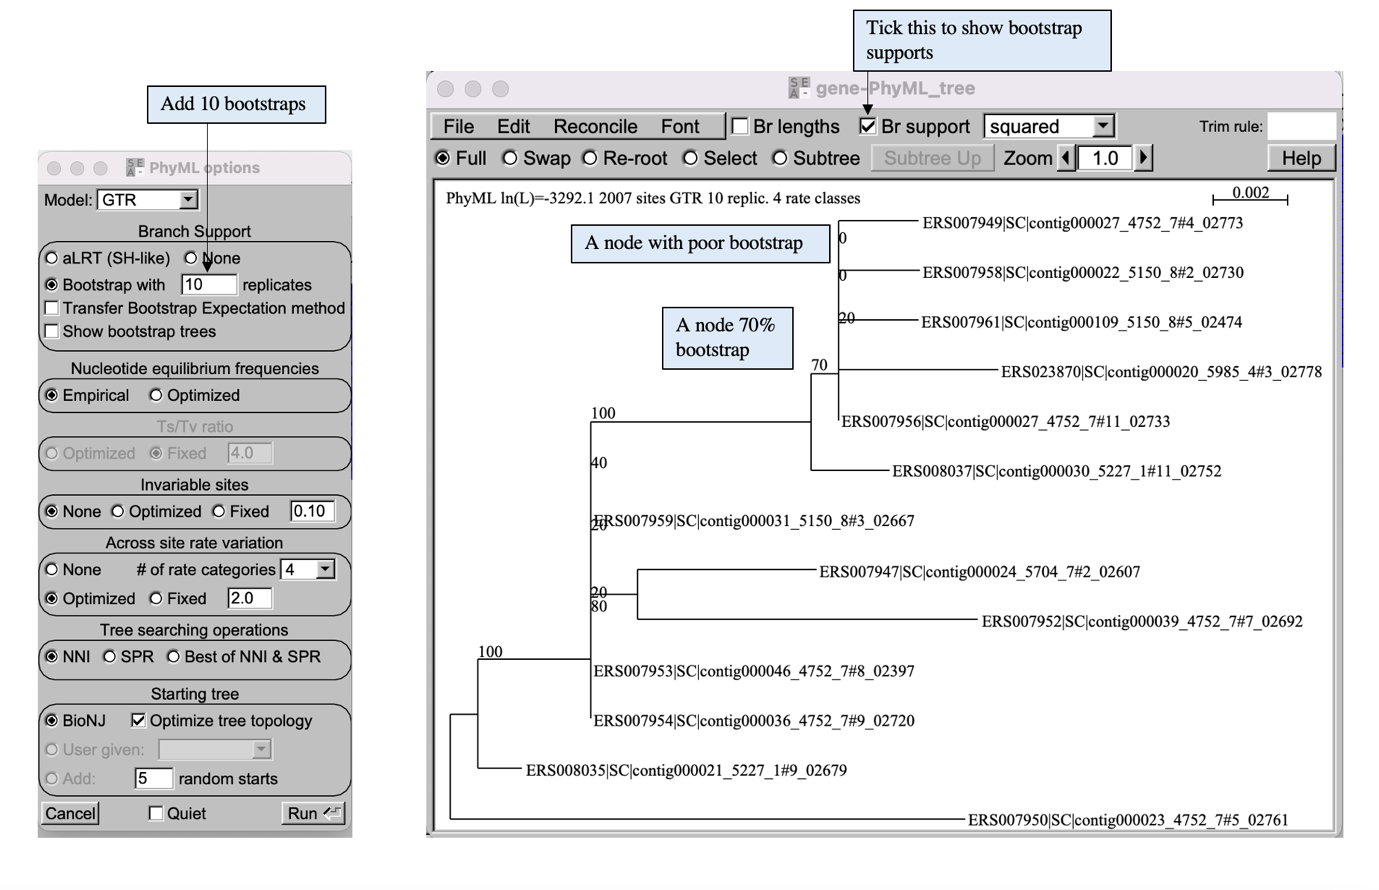 Tick this to show bootstrap
supports
Add 10 bootstraps
PhyML options
Model: GTR
Branch Support
aLRT (SH-like) None
Bootstrap with 10 replicates
Transfer Bootstrap Expectation method
Show bootstrap trees
Nucleotide equilibrium frequencies
Empirical Optimized
Ts/Tv ratio
Optimized Fixed 4.0
Invariable sites
None Optimized Fixed 0.10
Across site rate variation
None # of rate categories 4
Optimized Fixed 2.0
Tree searching operations
NNI SPR Best of NNI & SPR
Starting tree
BioNJ Optimize tree topology
User given:
Add: 5 random starts
Cancel Quiet Run
SEA- gene-PhyML_tree
File Edit Reconcile Font Br lengths Br support squared Trim rule:
Full Swap Re-root Select Subtree Subtree Up Zoom 1.0 Help
PhyML ln(L)=-3292.1 2007 sites GTR 10 replic. 4 rate classes 0.002
ERS007949|SC|contig000027_4752_7#4_02773
A node with poor bootstrap 0
0 ERS007958|SC|contig000022_5150_8#2_02730
20 ERS007961|SC|contig000109_5150_8#5_02474
A node 70%
bootstrap
70 ERS023870|SC|contig000020_5985_4#3_02778
100 ERS007956|SC|contig000027_4752_7#11_02733
40 ERS008037|SC|contig000030_5227_1#11_02752
20 ERS007959|SC|contig000031_5150_8#3_02667
ERS007947|SC|contig000024_5704_7#2_02607
20
80
ERS007952|SC|contig000039_4752_7#7_02692
100
ERS007953|SC|contig000046_4752_7#8_02397
ERS007954|SC|contig000036_4752_7#9_02720
ERS008035|SC|contig000021_5227_1#9_02679
ERS007950|SC|contig000023_4752_7#5_02761